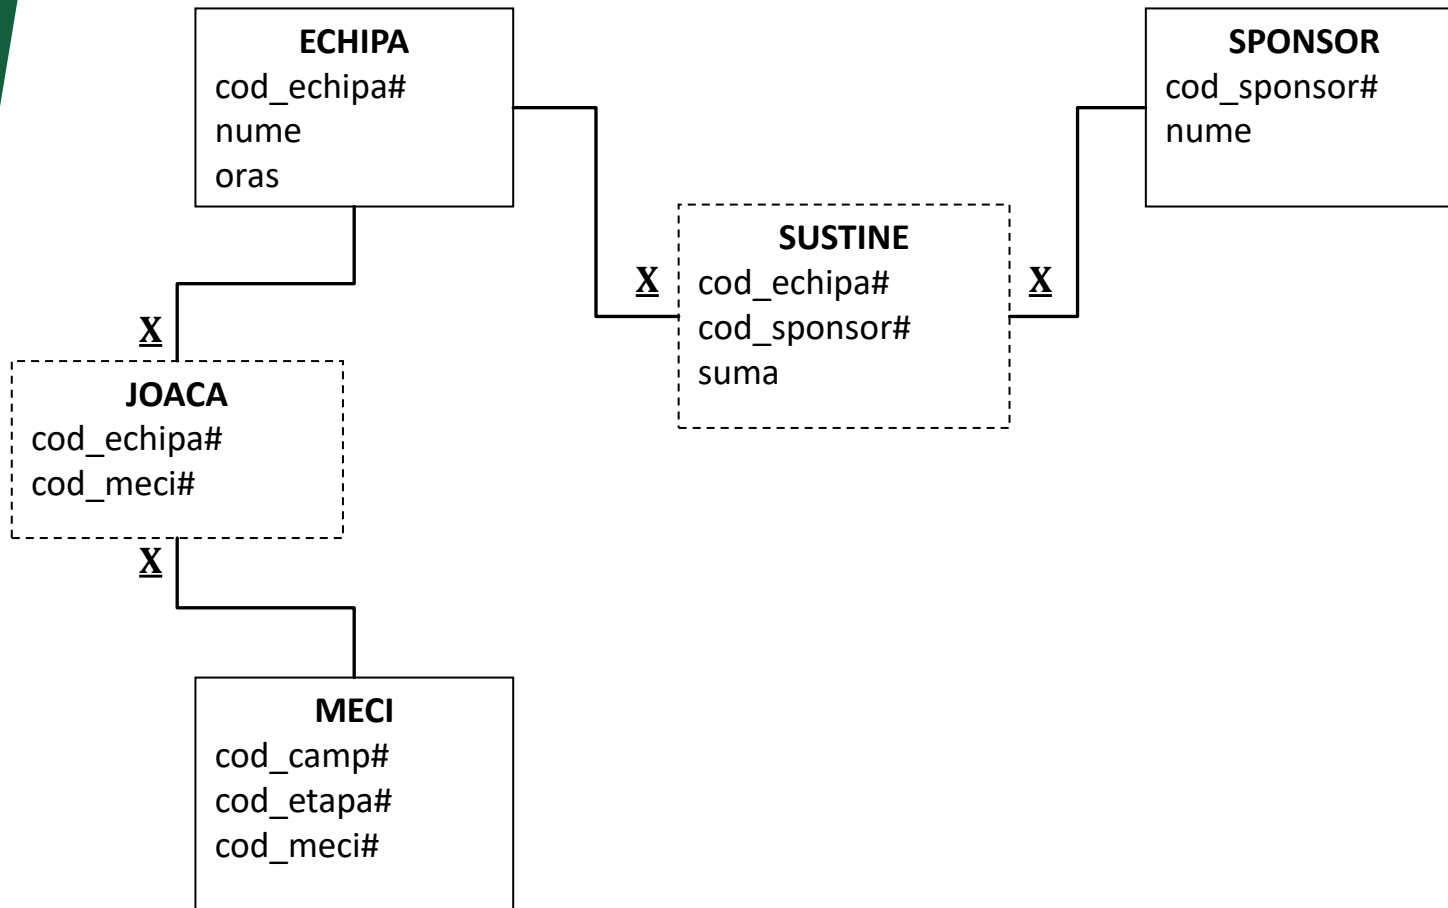 ECHIPA
cod_echipa#
nume
oras
SPONSOR
cod_sponsor#
nume
X
SUSTINE
cod_echipa#
cod_sponsor#
suma
X
X
JOACA
cod_echipa#
cod_meci#
X
MECI
cod_camp#
cod_etapa#
cod_meci#